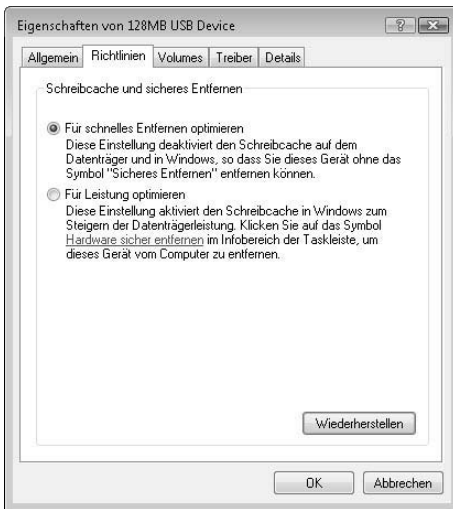 Eigenschaften von 128MB USB Device
Allgemein Richtlinien Volumes Treiber Details
Schreibcache und sicheres Entfernen
Für schnelles Entfernen optimieren
Diese Einstellung deaktiviert den Schreibcache auf dem
Datenträger und in Windows, so dass Sie dieses Gerät ohne das
Symbol "Sicheres Entfernen" entfernen können.
Für Leistung optimieren
Diese Einstellung aktiviert den Schreibcache in Windows zum
Steigern der Datenträgerleistung. Klicken Sie auf das Symbol
Hardware sicher entfernen im Infobereich der Taskleiste, um
dieses Gerät vom Computer zu entfernen.
Wiederherstellen
OK Abbrechen